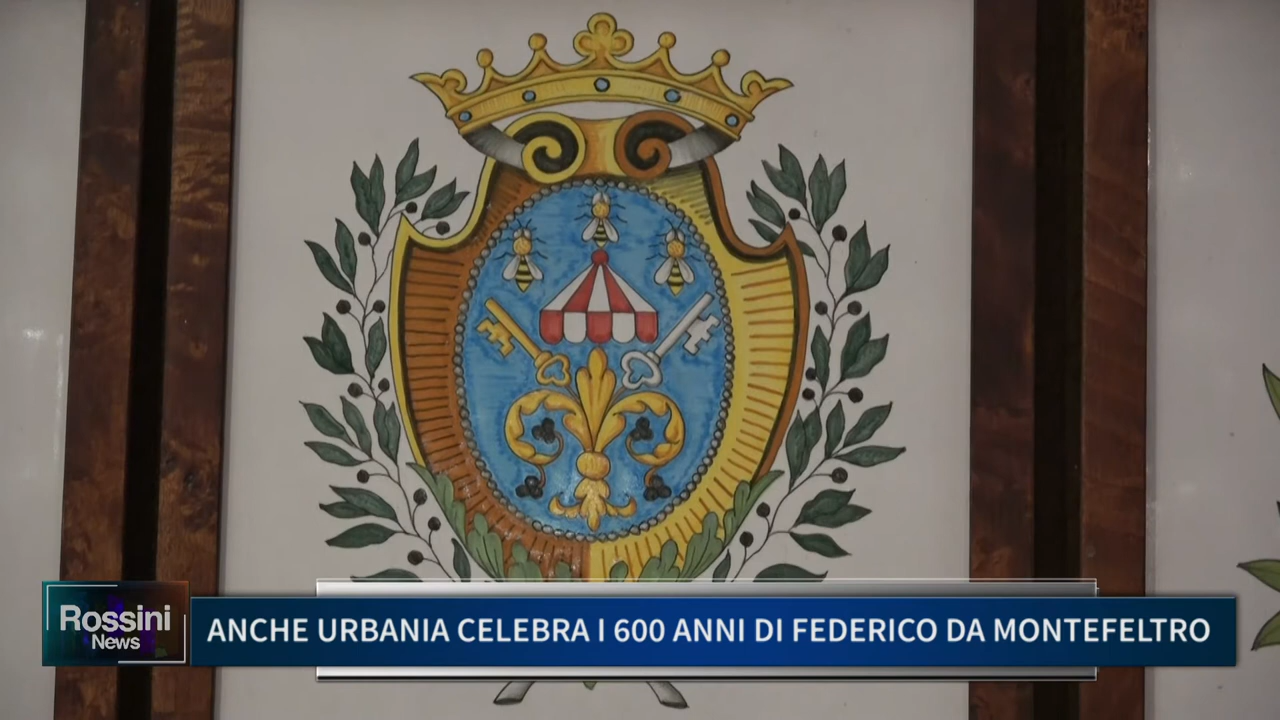 Rossini
News
ANCHE URBANIA CELEBRA I 600 ANNI DI FEDERICO DA MONTEFELTRO